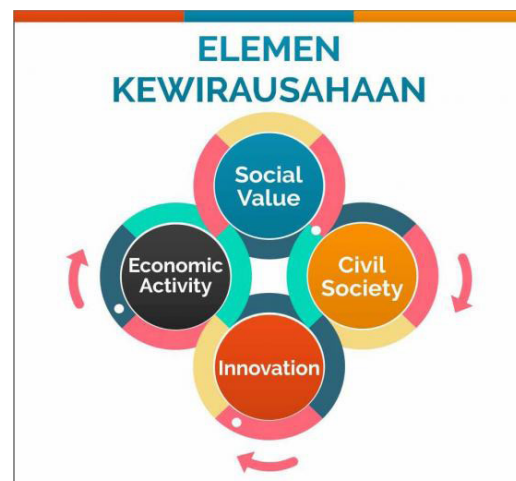 ELEMEN
KEWIRAUSAHAAN
Social
Value
Economic
Activity
Civil
Society
Innovation